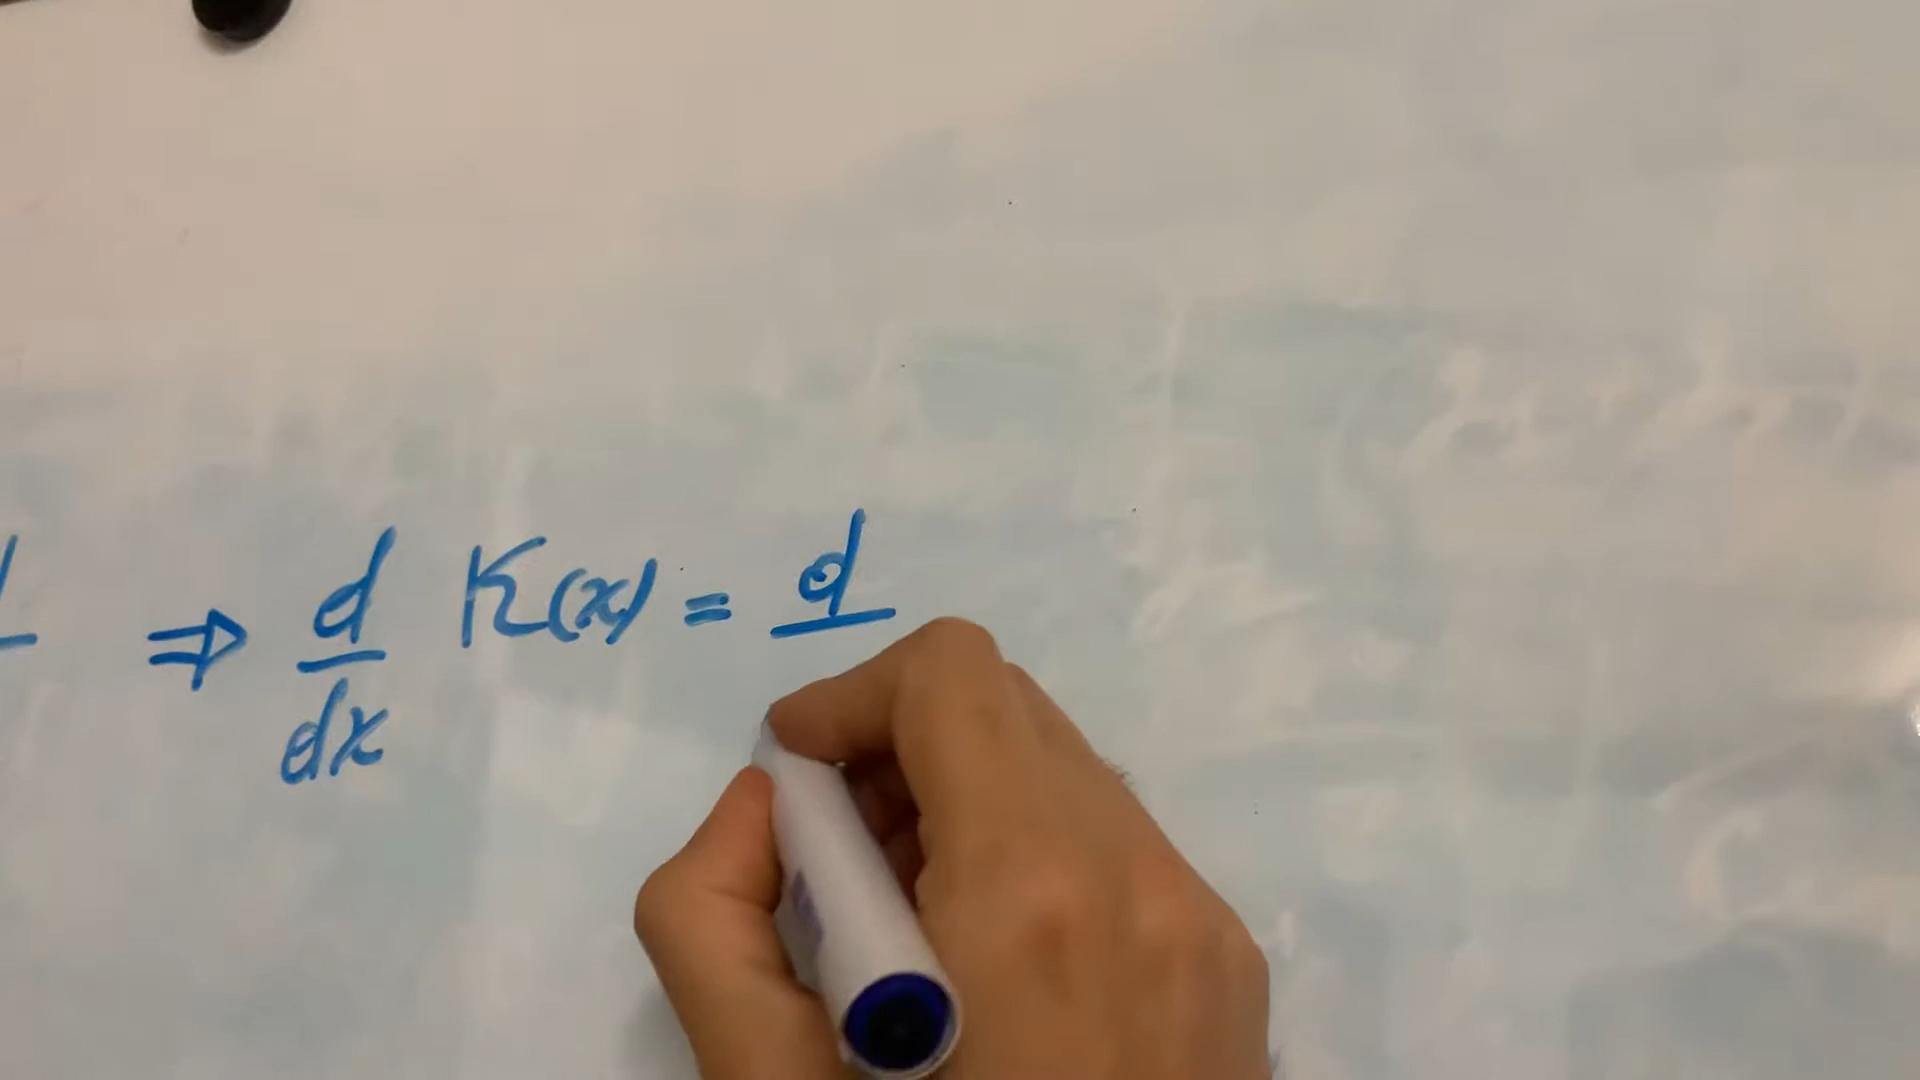 ⇒ d/dx K(x) = d